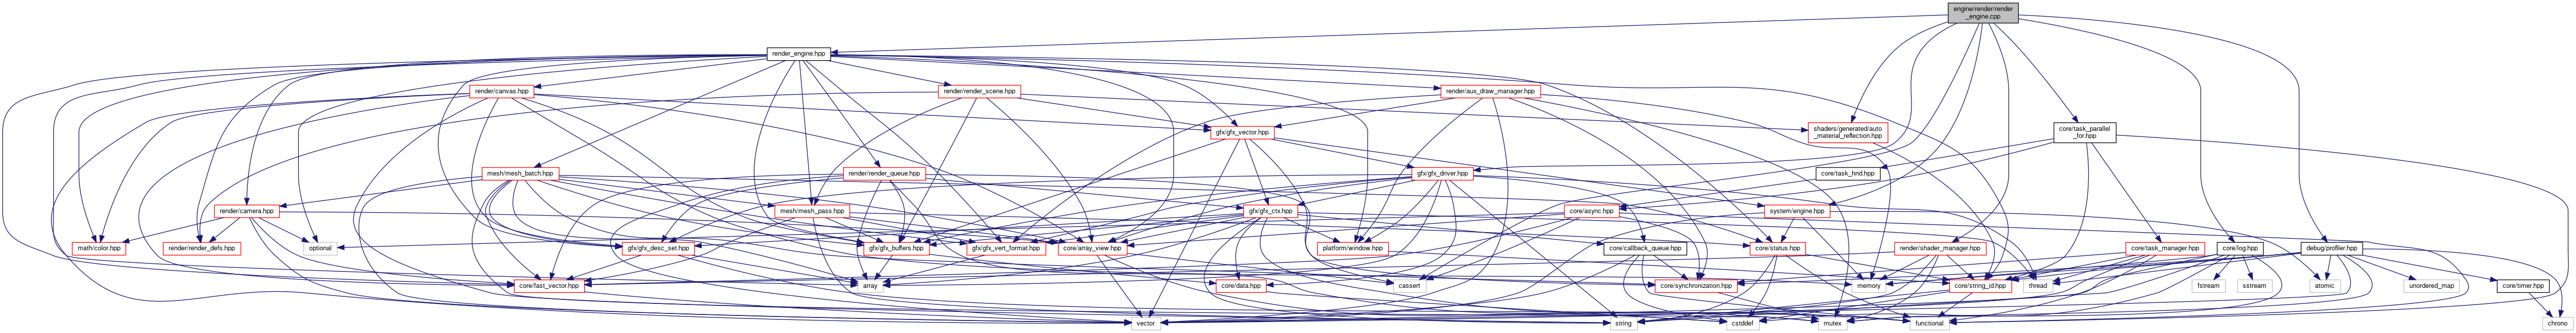 engine/render/render
_engine.cpp
render_engine.hpp
render/canvas.hpp
render/render_scene.hpp
render/aux_draw_manager.hpp
gfx/gfx_vector.hpp
shaders/generated/auto
_material_reflection.hpp
core/task_parallel
_for.hpp
mesh/mesh_batch.hpp
render/render_queue.hpp
gfx/gfx_driver.hpp
core/task_hnd.hpp
render/camera.hpp
mesh/mesh_pass.hpp
gfx/gfx_ctx.hpp
core/async.hpp
system/engine.hpp
math/color.hpp
render/render_defs.hpp
optional
gfx/gfx_desc_set.hpp
gfx/gfx_buffers.hpp
gfx/gfx_vert_format.hpp
core/array_view.hpp
platform/window.hpp
core/callback_queue.hpp
core/status.hpp
render/shader_manager.hpp
core/task_manager.hpp
core/log.hpp
debug/profiler.hpp
core/fast_vector.hpp
array
core/data.hpp
cassert
core/synchronization.hpp
memory
core/string_id.hpp
thread
fstream
sstream
atomic
unordered_map
core/timer.hpp
vector
string
cstddef
mutex
functional
chrono